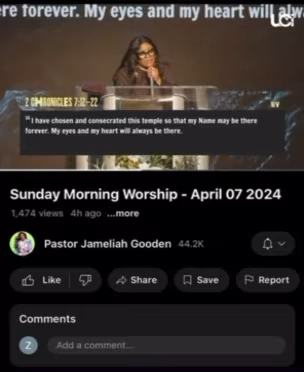 re forever. My eyes and my heart will alw
2 CHRONICLES 7:12-22
"I have chosen and consecrated this temple so that my Name may be there
forever. My eyes and my heart will always be there.
Sunday Morning Worship - April 07 2024
1,474 views 4h ago ...more
Pastor Jameliah Gooden 44.2K
Like
Share
Save
Report
Comments
Z
Add a comment...